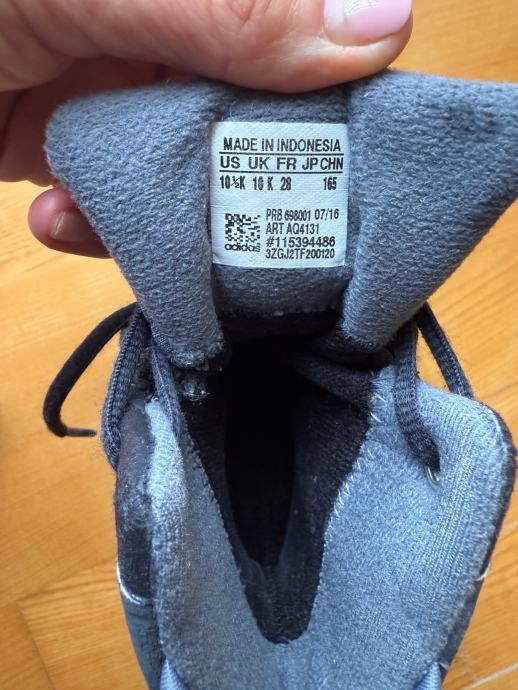 MADE IN INDONESIA
US UK FR JP CHN
10½K 10 K 28 165
PRB 698001 07/16
ART AQ4131
#115394486
adidas 3ZGJ2TF200120